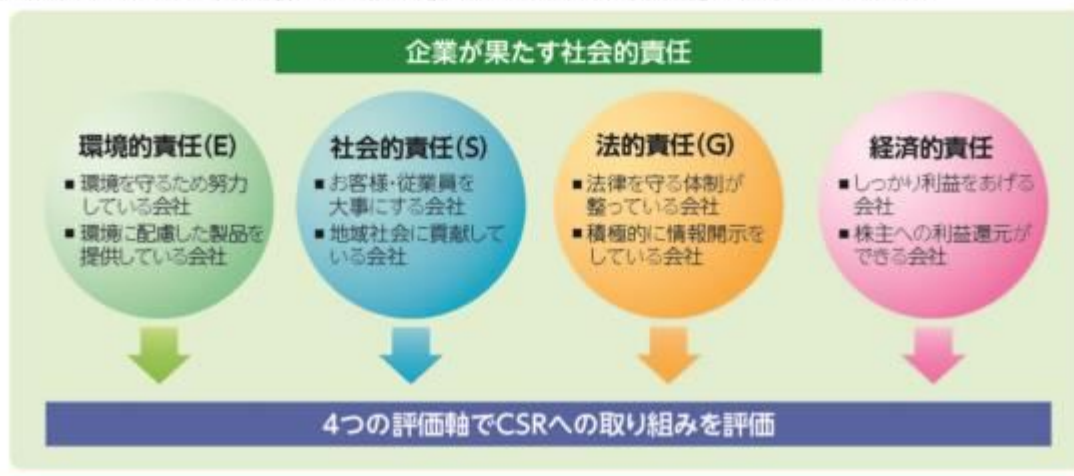 企業が果たす社会的責任
環境的責任(E)
■環境を守るため努力
している会社
■環境に配慮した製品を
提供している会社
社会的責任(S)
■お客様・従業員を
大事にする会社
■地域社会に貢献して
いる会社
法的責任(G)
■法律を守る体制が
整っている会社
■積極的に情報開示を
している会社
経済的責任
■しっかり利益をあげる
会社
■株主への利益還元が
できる会社
4つの評価軸でCSRへの取り組みを評価